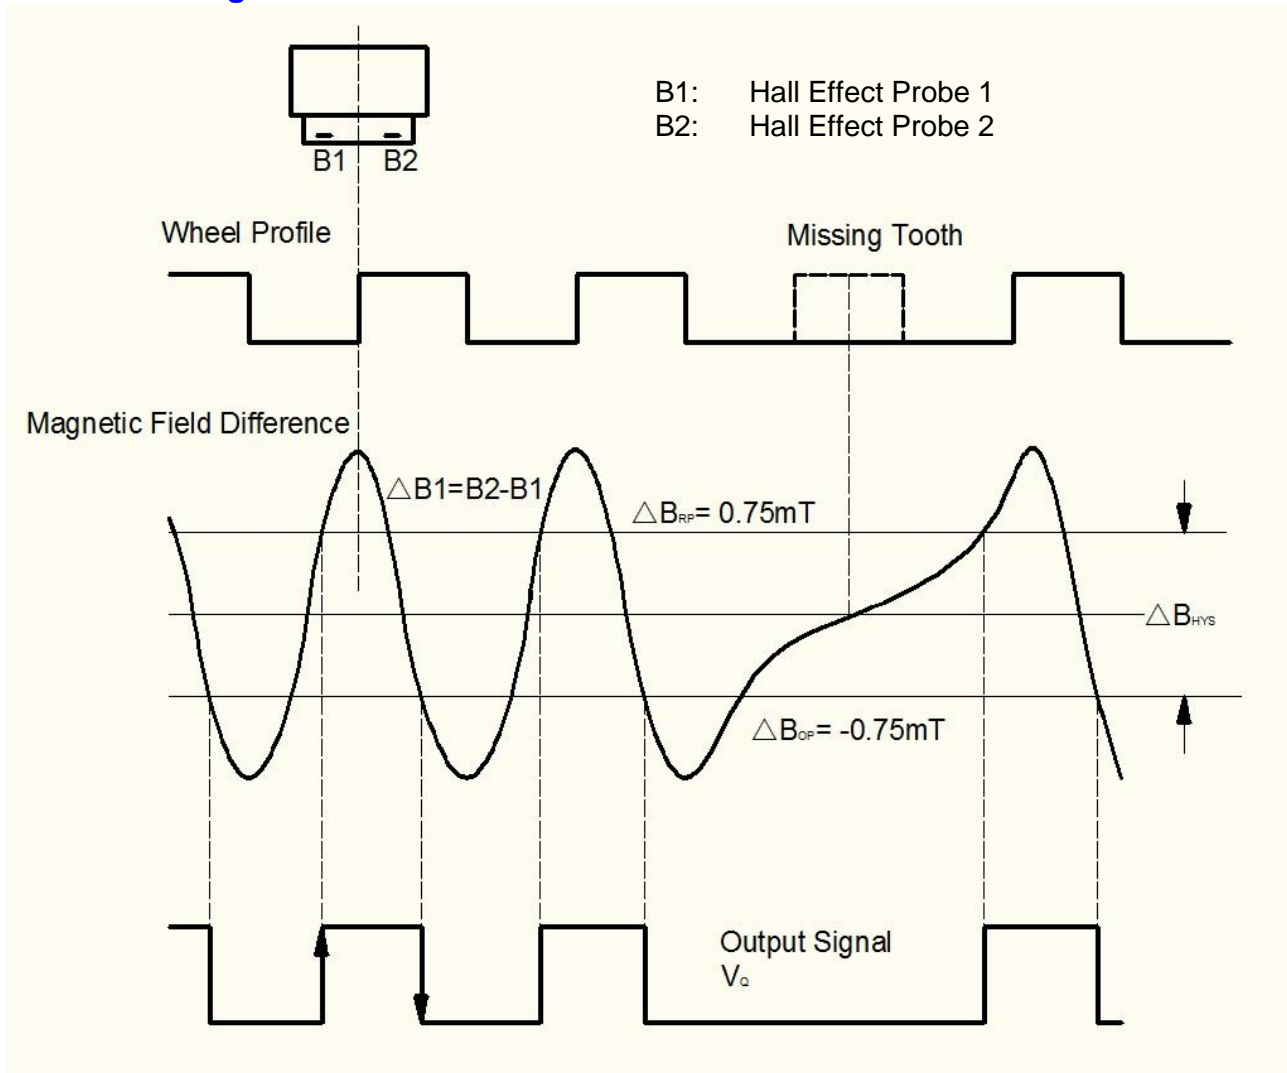 B1: Hall Effect Probe 1
B2: Hall Effect Probe 2
B1 B2
Wheel Profile
Missing Tooth
Magnetic Field Difference
△B1=B2-B1
△BRP= 0.75mT
△BHYS
△BOP= -0.75mT
Output Signal
VQ